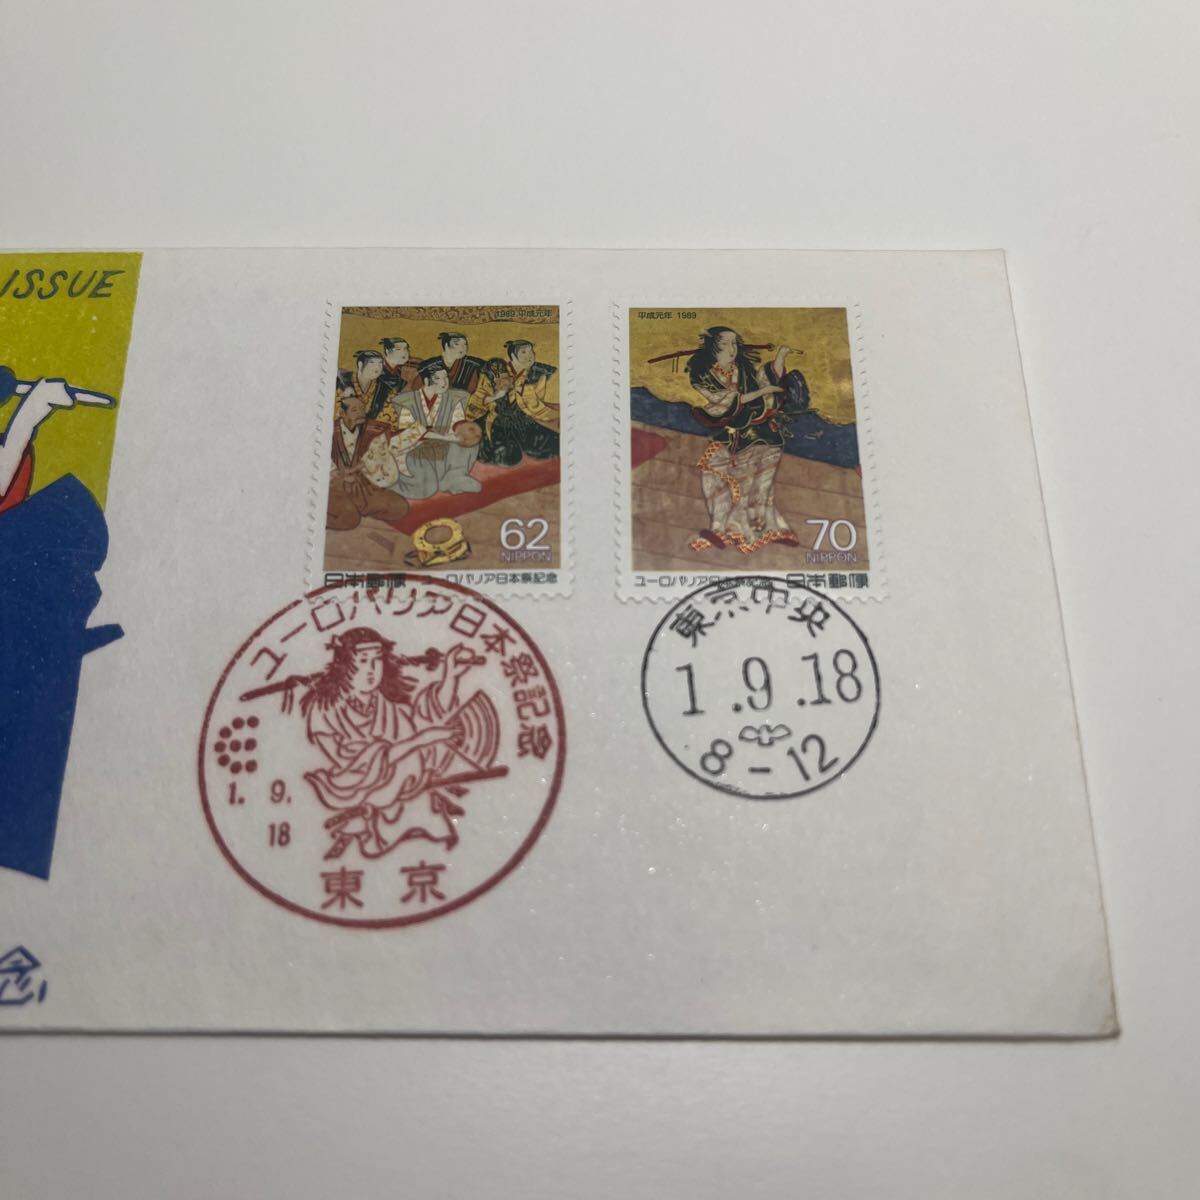 ISSUE
1989.平成元年
62
NIPPON
日本郵便 ユーロパリア日本祭記念
平成元年 1989
70
NIPPON
ユーロパリア日本祭記念 日本郵便
ユーロパリア日本祭記念
1. 9.
18
東京
東京中央
1.9.18
8-12
念